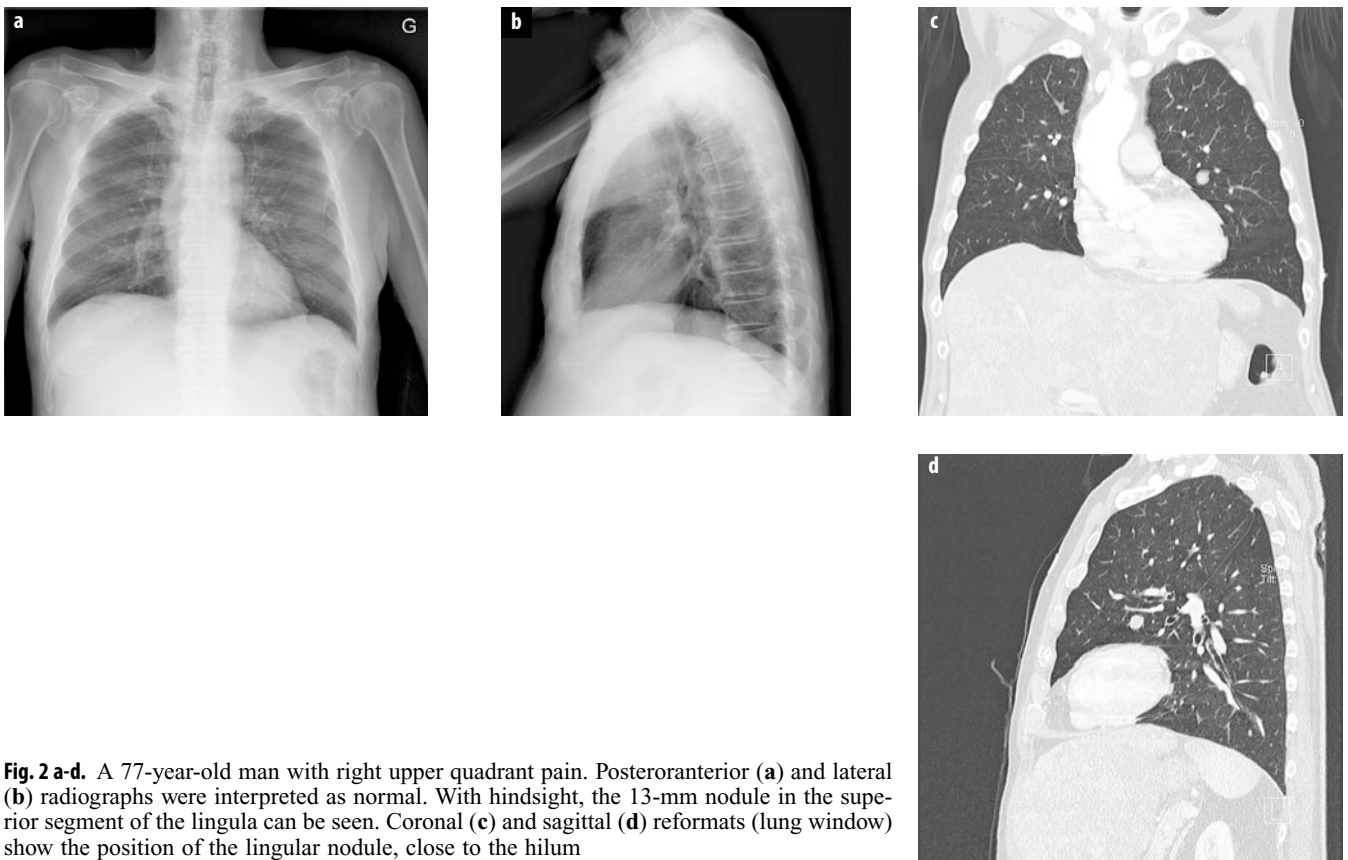 a
G
b
c
d
Fig. 2 a-d. A 77-year-old man with right upper quadrant pain. Posteroranterior (a) and lateral
(b) radiographs were interpreted as normal. With hindsight, the 13-mm nodule in the supe-
rior segment of the lingula can be seen. Coronal (c) and sagittal (d) reformats (lung window)
show the position of the lingular nodule, close to the hilum